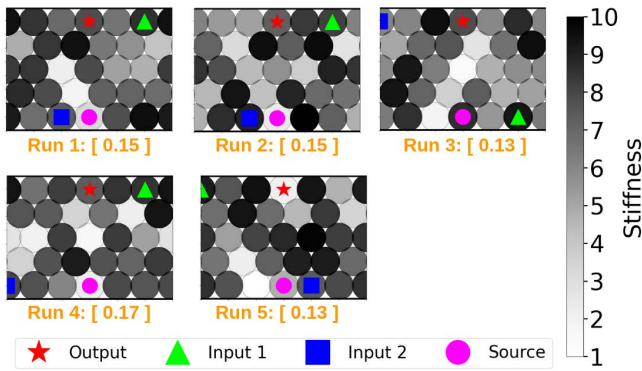 Run 1: [ 0.15 ]
Run 2: [ 0.15 ]
Run 3: [ 0.13 ]
Run 4: [ 0.17 ]
Run 5: [ 0.13 ]
10
9
8
7
6
5
4
3
2
1
Stiffness
Output
Input 1
Input 2
Source